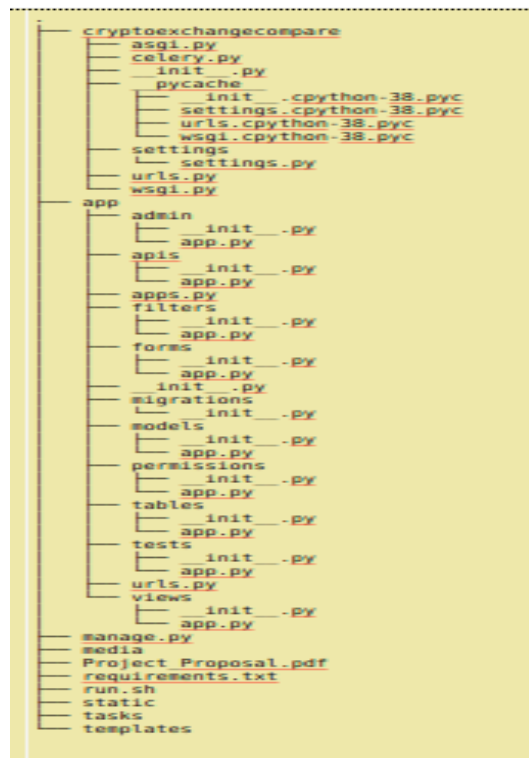 .
├── cryptoexchangecompare
│   ├── asgi.py
│   ├── celery.py
│   ├── __init__.py
│   ├── __pycache__
│   │   ├── __init__.cpython-38.pyc
│   │   ├── settings.cpython-38.pyc
│   │   ├── urls.cpython-38.pyc
│   │   └── wsgi.cpython-38.pyc
│   ├── settings
│   │   └── settings.py
│   ├── urls.py
│   └── wsgi.py
├── app
│   ├── admin
│   │   ├── __init__.py
│   │   └── app.py
│   ├── apis
│   │   ├── __init__.py
│   │   └── app.py
│   ├── apps.py
│   ├── filters
│   │   ├── __init__.py
│   │   └── app.py
│   ├── forms
│   │   ├── __init__.py
│   │   └── app.py
│   ├── __init__.py
│   ├── migrations
│   │   └── __init__.py
│   ├── models
│   │   ├── __init__.py
│   │   └── app.py
│   ├── permissions
│   │   ├── __init__.py
│   │   └── app.py
│   ├── tables
│   │   ├── __init__.py
│   │   └── app.py
│   ├── tests
│   │   ├── __init__.py
│   │   └── app.py
│   ├── urls.py
│   └── views
│       ├── __init__.py
│       └── app.py
├── manage.py
├── media
├── Project_Proposal.pdf
├── requirements.txt
├── run.sh
├── static
├── tasks
└── templates